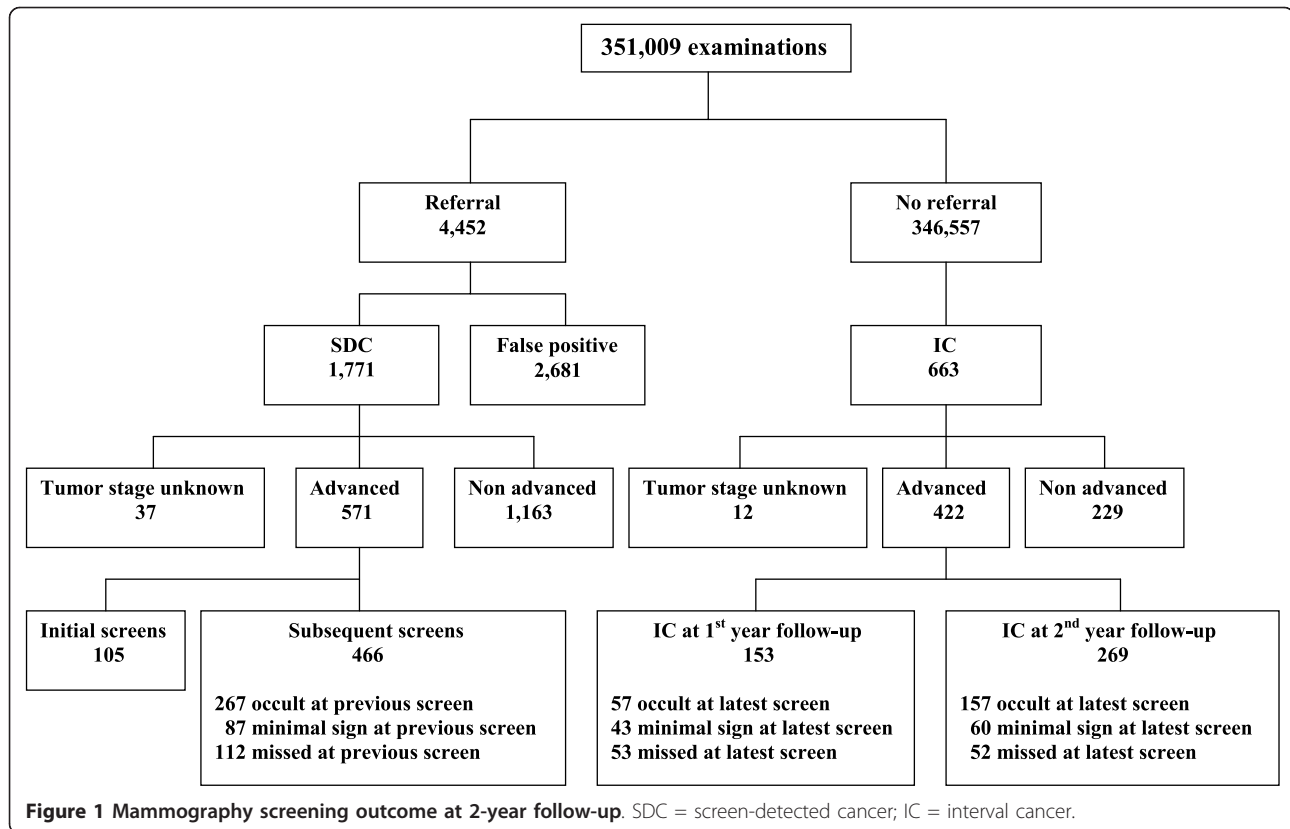 351,009 examinations
Referral
4,452
No referral
346,557
SDC
1,771
False positive
2,681
IC
663
Tumor stage unknown
37
Advanced
571
Non advanced
1,163
Tumor stage unknown
12
Advanced
422
Non advanced
229
Initial screens
105
Subsequent screens
466
267 occult at previous screen
87 minimal sign at previous screen
112 missed at previous screen
IC at 1st year follow-up
153
57 occult at latest screen
43 minimal sign at latest screen
53 missed at latest screen
IC at 2nd year follow-up
269
157 occult at latest screen
60 minimal sign at latest screen
52 missed at latest screen
Figure 1 Mammography screening outcome at 2-year follow-up. SDC = screen-detected cancer; IC = interval cancer.